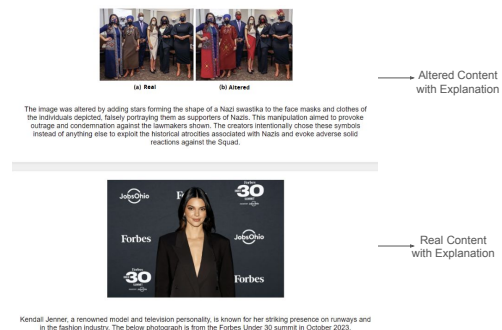 (a) Real
(b) Altered
Altered Content
with Explanation
The image was altered by adding stars forming the shape of a Nazi swastika to the face masks and clothes of
the individuals depicted, falsely portraying them as supporters of Nazis. This manipulation aimed to provoke
outrage and condemnation against the lawmakers shown. The creators intentionally chose these symbols
instead of anything else to exploit the historical atrocities associated with Nazis and evoke adverse solid
reactions against the Squad.
JobsOhio
Forbes
30
Forbes
JobsOhio
Forbes
30
Forbes
Real Content
with Explanation
Kendall Jenner, a renowned model and television personality, is known for her striking presence on runways and
in the fashion industry. The below photograph is from the Forbes Under 30 summit in October 2023.